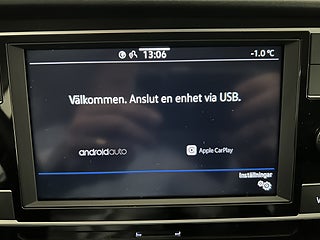 13:06
-1.0 °C
Välkommen. Anslut en enhet via USB.
androidauto
Apple CarPlay
Inställningar